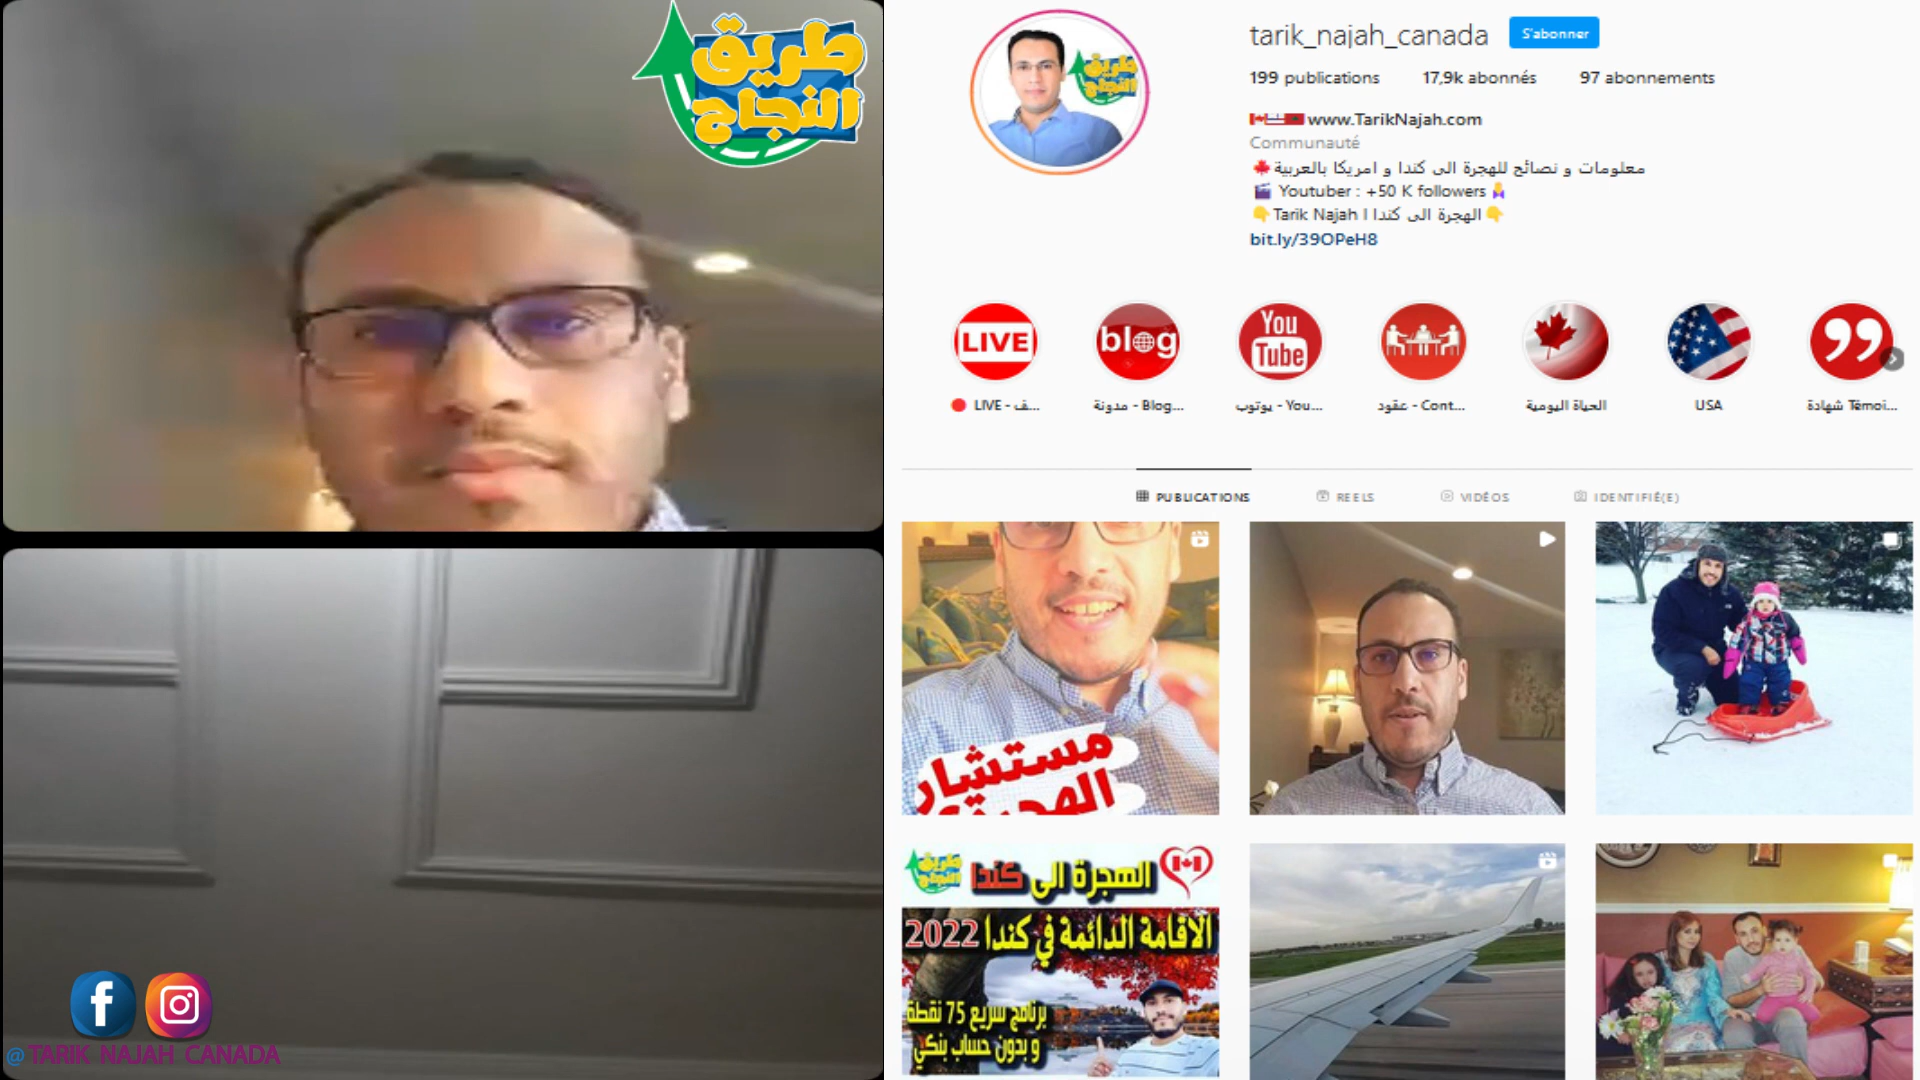 طريق
النجاح
@TARIK NAJAH CANADA
tarik_najah_canada S'abonner
199 publications 17,9k abonnés 97 abonnements
www.TarikNajah.com
Communauté
معلومات و نصائح للهجرة الى كندا و امريكا بالعربية
Youtuber : +50 K followers
Tarik Najah I الهجرة الى كندا
bit.ly/39OPeH8
LIVE blog You Tube
LIVE - ف... مدونة - Blog... يوتوب - You... عقود - Cont... الحياة اليومية USA شهادة Témoi...
PUBLICATIONS REELS VIDÉOS IDENTIFIÉ(E)
مستشار
طريق
النجاح
الهجرة الى كندا
الاقامة الدائمة في كندا 2022
برنامج سريع 75 نقطة
و بدون حساب بنكي